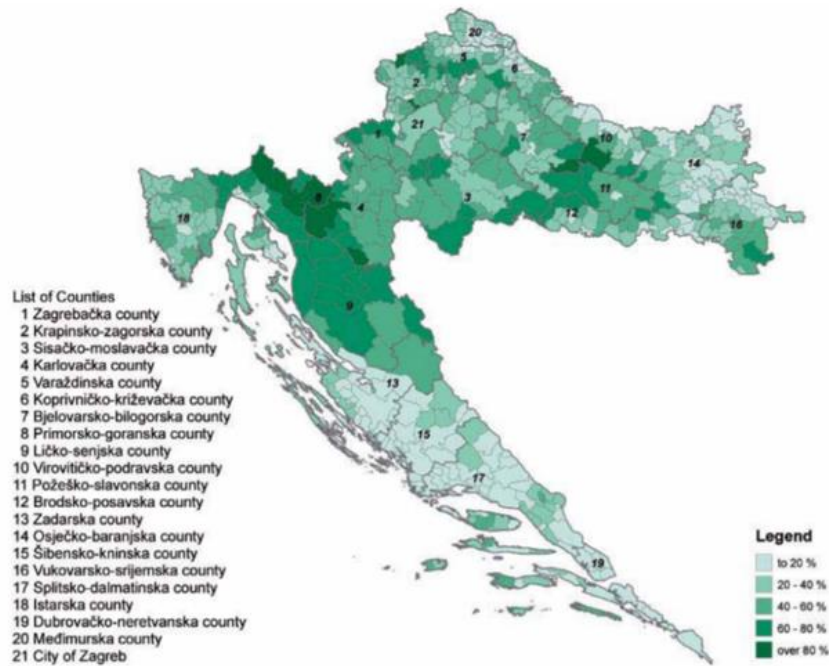 20
5
6
2
21
1
7
10
14
8
4
3
11
12
16
18
9
13
15
17
19
List of Counties
1 Zagrebačka county
2 Krapinsko-zagorska county
3 Sisačko-moslavačka county
4 Karlovačka county
5 Varaždinska county
6 Koprivničko-križevačka county
7 Bjelovarsko-bilogorska county
8 Primorsko-goranska county
9 Ličko-senjska county
10 Virovitičko-podravska county
11 Požeško-slavonska county
12 Brodsko-posavska county
13 Zadarska county
14 Osječko-baranjska county
15 Šibensko-kninska county
16 Vukovarsko-srijemska county
17 Splitsko-dalmatinska county
18 Istarska county
19 Dubrovačko-neretvanska county
20 Međimurska county
21 City of Zagreb
Legend
to 20 %
20 - 40 %
40 - 60 %
60 - 80 %
over 80 %